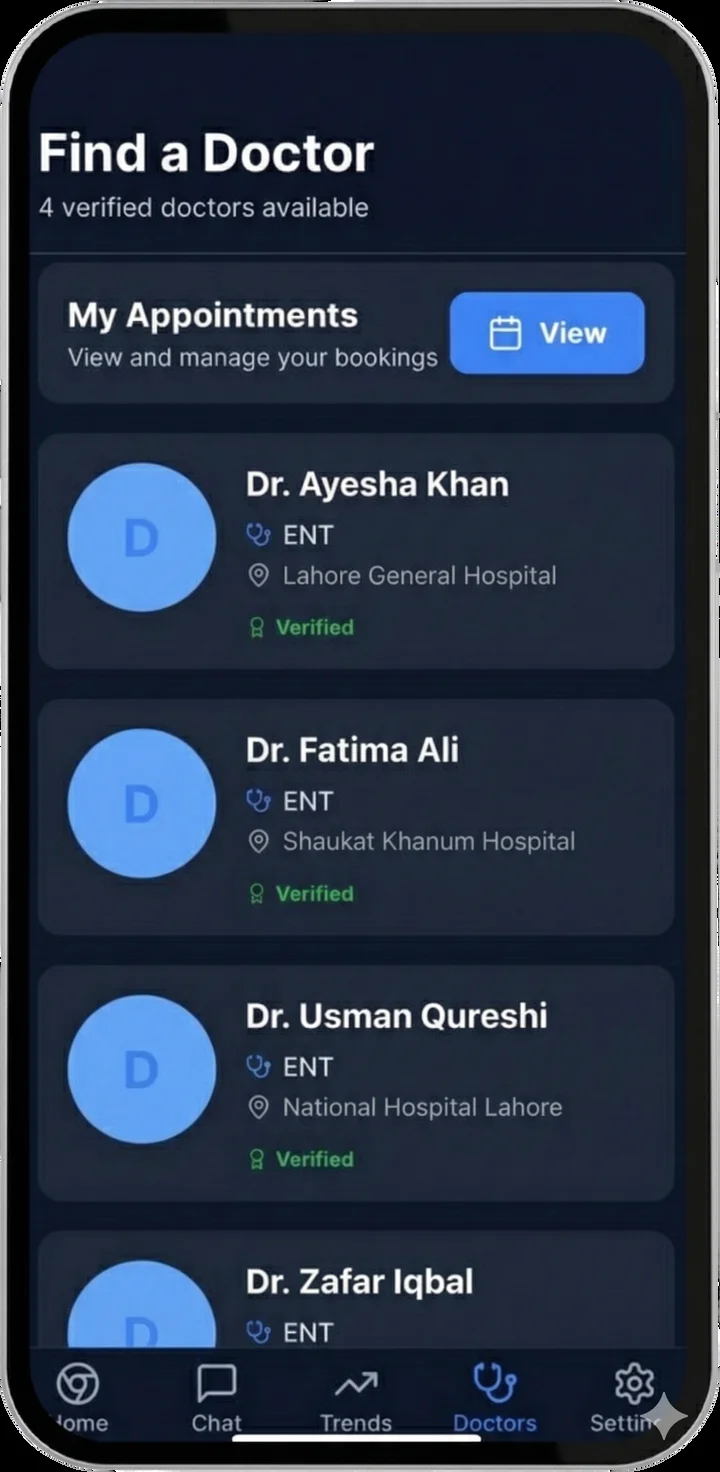 Find a Doctor
4 verified doctors available
My Appointments
View and manage your bookings
View
D
Dr. Ayesha Khan
ENT
Lahore General Hospital
Verified
D
Dr. Fatima Ali
ENT
Shaukat Khanum Hospital
Verified
D
Dr. Usman Qureshi
ENT
National Hospital Lahore
Verified
D
Dr. Zafar Iqbal
ENT
ome
Chat
Trends
Doctors
Settin